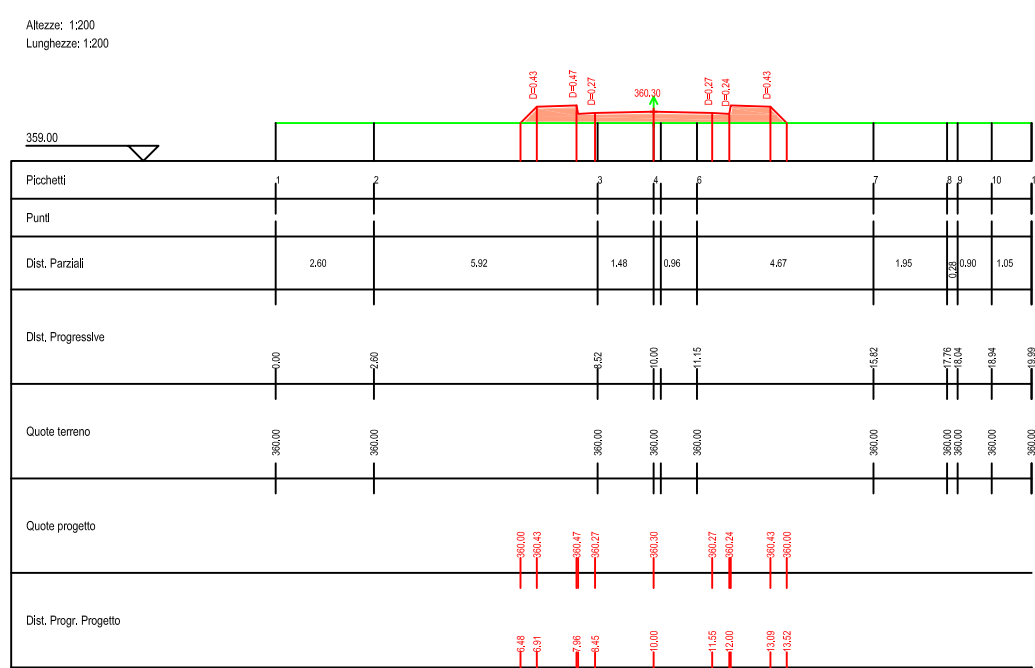 Altezze: 1:200
Lunghezze: 1:200
D=0.43 D=0.47 D=0.27 360.30 D=0.27 D=0.24 D=0.43
359.00
Picchetti 1 2 3 4 6 7 8 9 10 1
Punti
Dist. Parziali 2.60 5.92 1.48 0.96 4.67 1.95 0.28 0.90 1.05
Dist. Progressive 0.00 2.60 8.52 10.00 11.15 15.82 17.76 18.04 18.94 19.99
Quote terreno 360.00 360.00 360.00 360.00 360.00 360.00 360.00 360.00 360.00 360.00
Quote progetto 360.00 360.43 360.47 360.27 360.30 360.27 360.24 360.43 360.00
Dist. Progr. Progetto 6.48 6.91 7.96 8.45 10.00 11.55 12.00 13.09 13.52